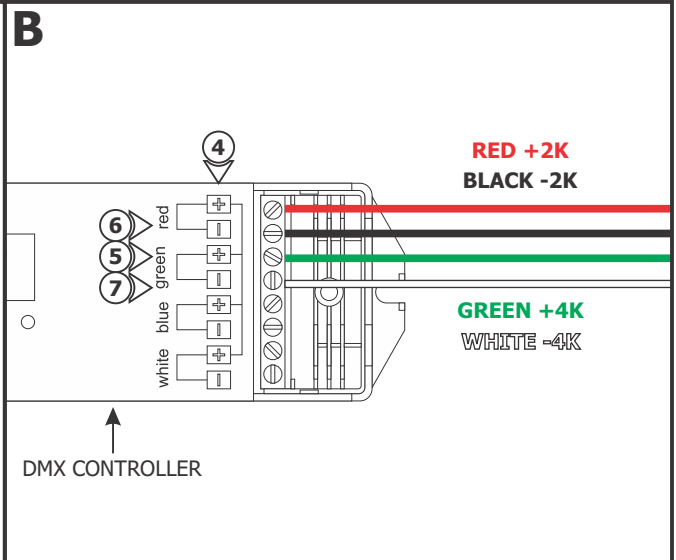 B
4
RED +2K
BLACK -2K
6
red
+
−
5
green
+
−
7
blue
+
−
white
+
−
GREEN +4K
WHITE -4K
DMX CONTROLLER